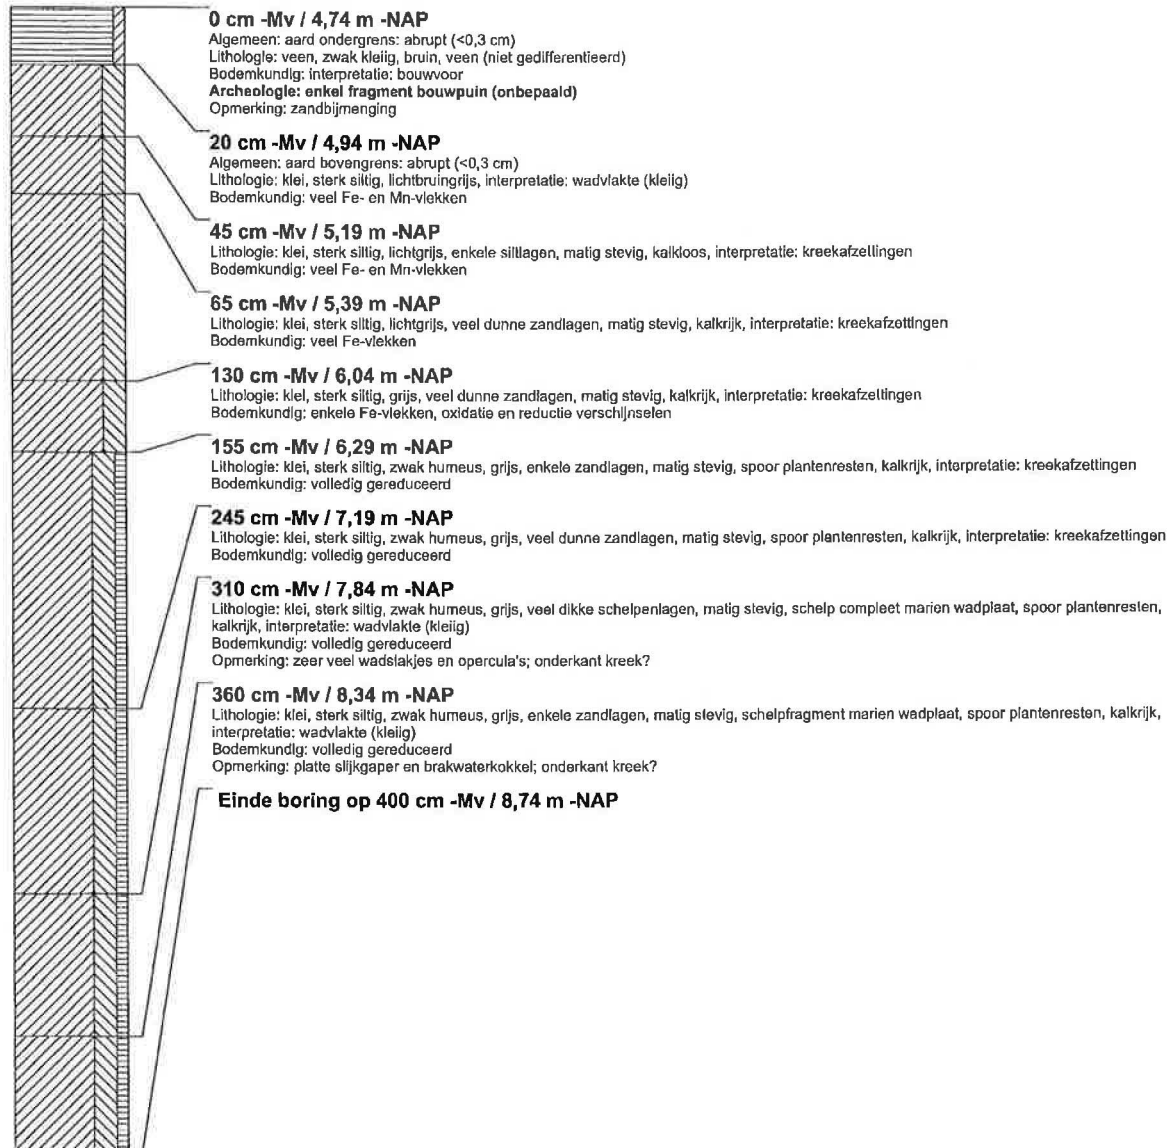 0 cm -Mv / 4,74 m -NAP
Algemeen: aard ondergrens: abrupt (<0,3 cm)
Lithologie: veen, zwak kleiig, bruin, veen (niet gedifferentieerd)
Bodemkundig: interpretatie: bouwvoor
Archeologie: enkel fragment bouwpuin (onbepaald)
Opmerking: zandbijmenging
20 cm -Mv / 4,94 m -NAP
Algemeen: aard bovengrens: abrupt (<0,3 cm)
Lithologie: klei, sterk siltig, lichtbruingrijs, interpretatie: wadvlakte (kleiig)
Bodemkundig: veel Fe- en Mn-vlekken
45 cm -Mv / 5,19 m -NAP
Lithologie: klei, sterk siltig, lichtgrijs, enkele siltlagen, matig stevig, kalkloos, interpretatie: kreekafzettingen
Bodemkundig: veel Fe- en Mn-vlekken
65 cm -Mv / 5,39 m -NAP
Lithologie: klei, sterk siltig, lichtgrijs, veel dunne zandlagen, matig stevig, kalkrijk, interpretatie: kreekafzettingen
Bodemkundig: veel Fe-vlekken
130 cm -Mv / 6,04 m -NAP
Lithologie: klei, sterk siltig, grijs, veel dunne zandlagen, matig stevig, kalkrijk, interpretatie: kreekafzettingen
Bodemkundig: enkele Fe-vlekken, oxidatie en reductie verschijnselen
155 cm -Mv / 6,29 m -NAP
Lithologie: klei, sterk siltig, zwak humeus, grijs, enkele zandlagen, matig stevig, spoor plantenresten, kalkrijk, interpretatie: kreekafzettingen
Bodemkundig: volledig gereduceerd
245 cm -Mv / 7,19 m -NAP
Lithologie: klei, sterk siltig, zwak humeus, grijs, veel dunne zandlagen, matig stevig, spoor plantenresten, kalkrijk, interpretatie: kreekafzettingen
Bodemkundig: volledig gereduceerd
310 cm -Mv / 7,84 m -NAP
Lithologie: klei, sterk siltig, zwak humeus, grijs, veel dikke schelpenlagen, matig stevig, schelp compleet marien wadplaat, spoor plantenresten,
kalkrijk, interpretatie: wadvlakte (kleiig)
Bodemkundig: volledig gereduceerd
Opmerking: zeer veel wadslakjes en opercula's; onderkant kreek?
360 cm -Mv / 8,34 m -NAP
Lithologie: klei, sterk siltig, zwak humeus, grijs, enkele zandlagen, matig stevig, schelpfragment marien wadplaat, spoor plantenresten, kalkrijk,
interpretatie: wadvlakte (kleiig)
Bodemkundig: volledig gereduceerd
Opmerking: platte slijkgaper en brakwaterkokkel; onderkant kreek?
Einde boring op 400 cm -Mv / 8,74 m -NAP